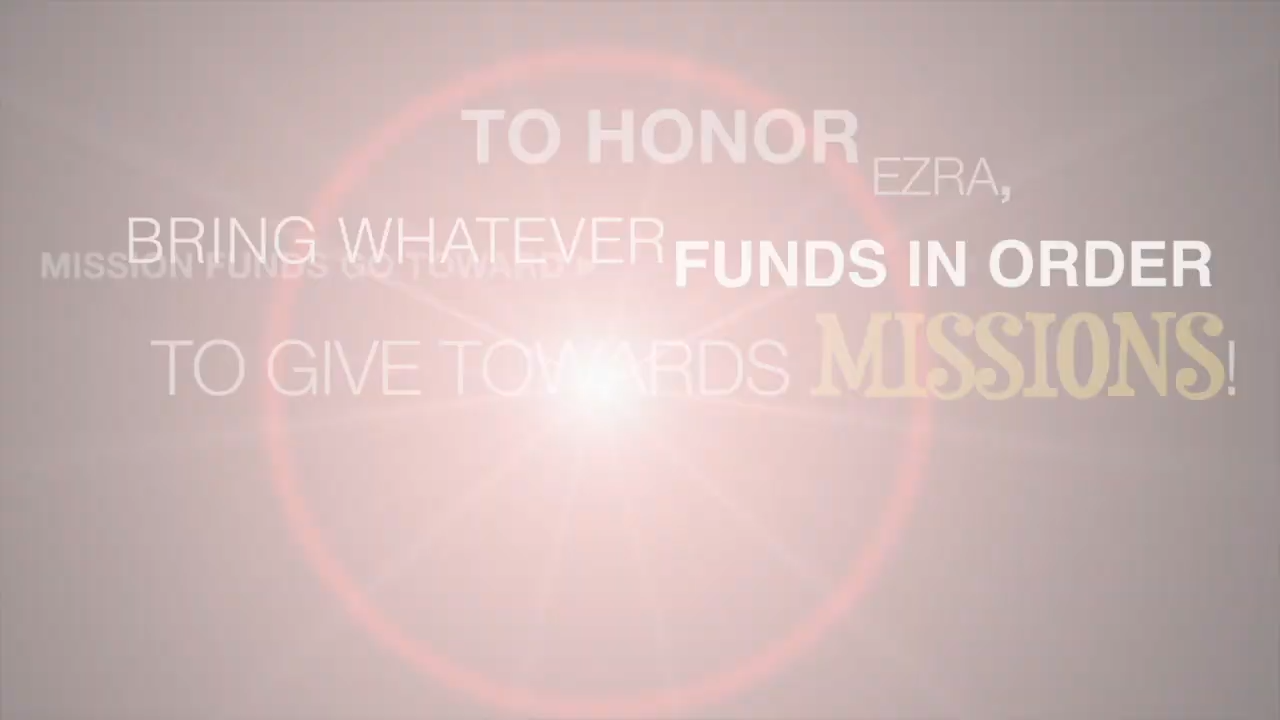 TO HONOR EZRA,
BRING WHATEVER FUNDS IN ORDER
MISSION FUNDS GO TOWARD
TO GIVE TOWARDS MISSIONS!